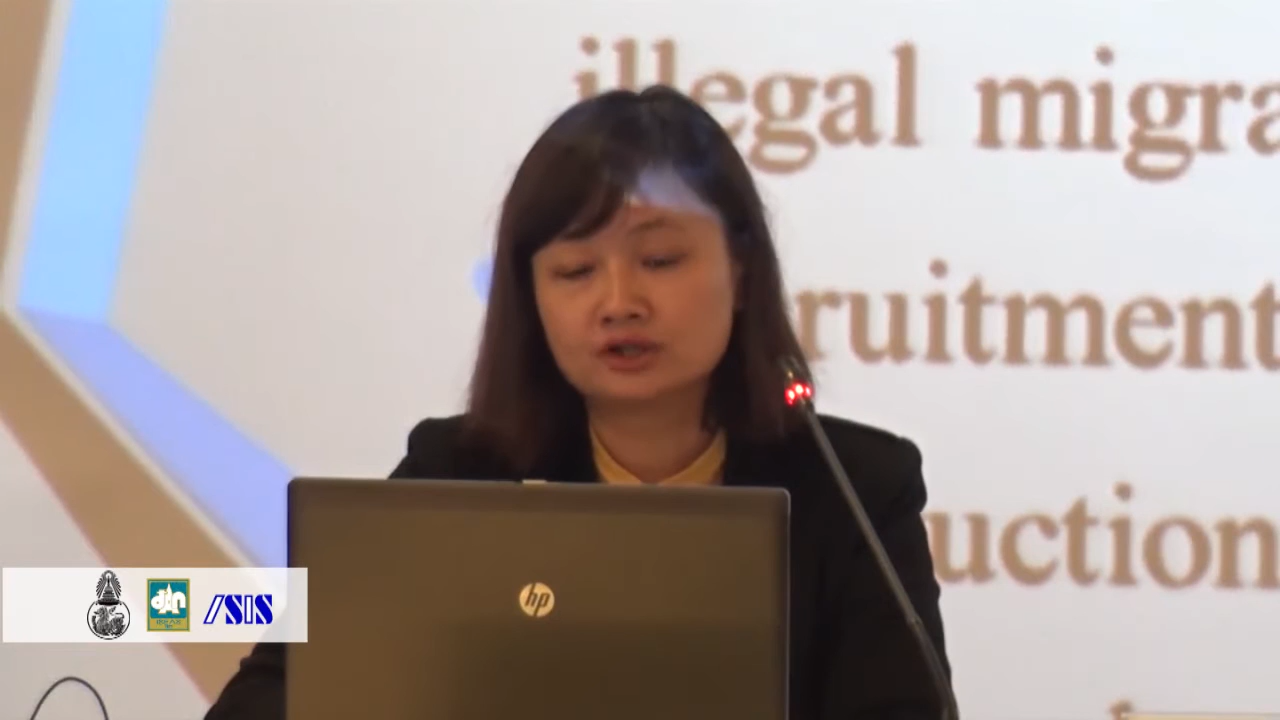 illegal migra
ruitment
uction
hp
ISIS